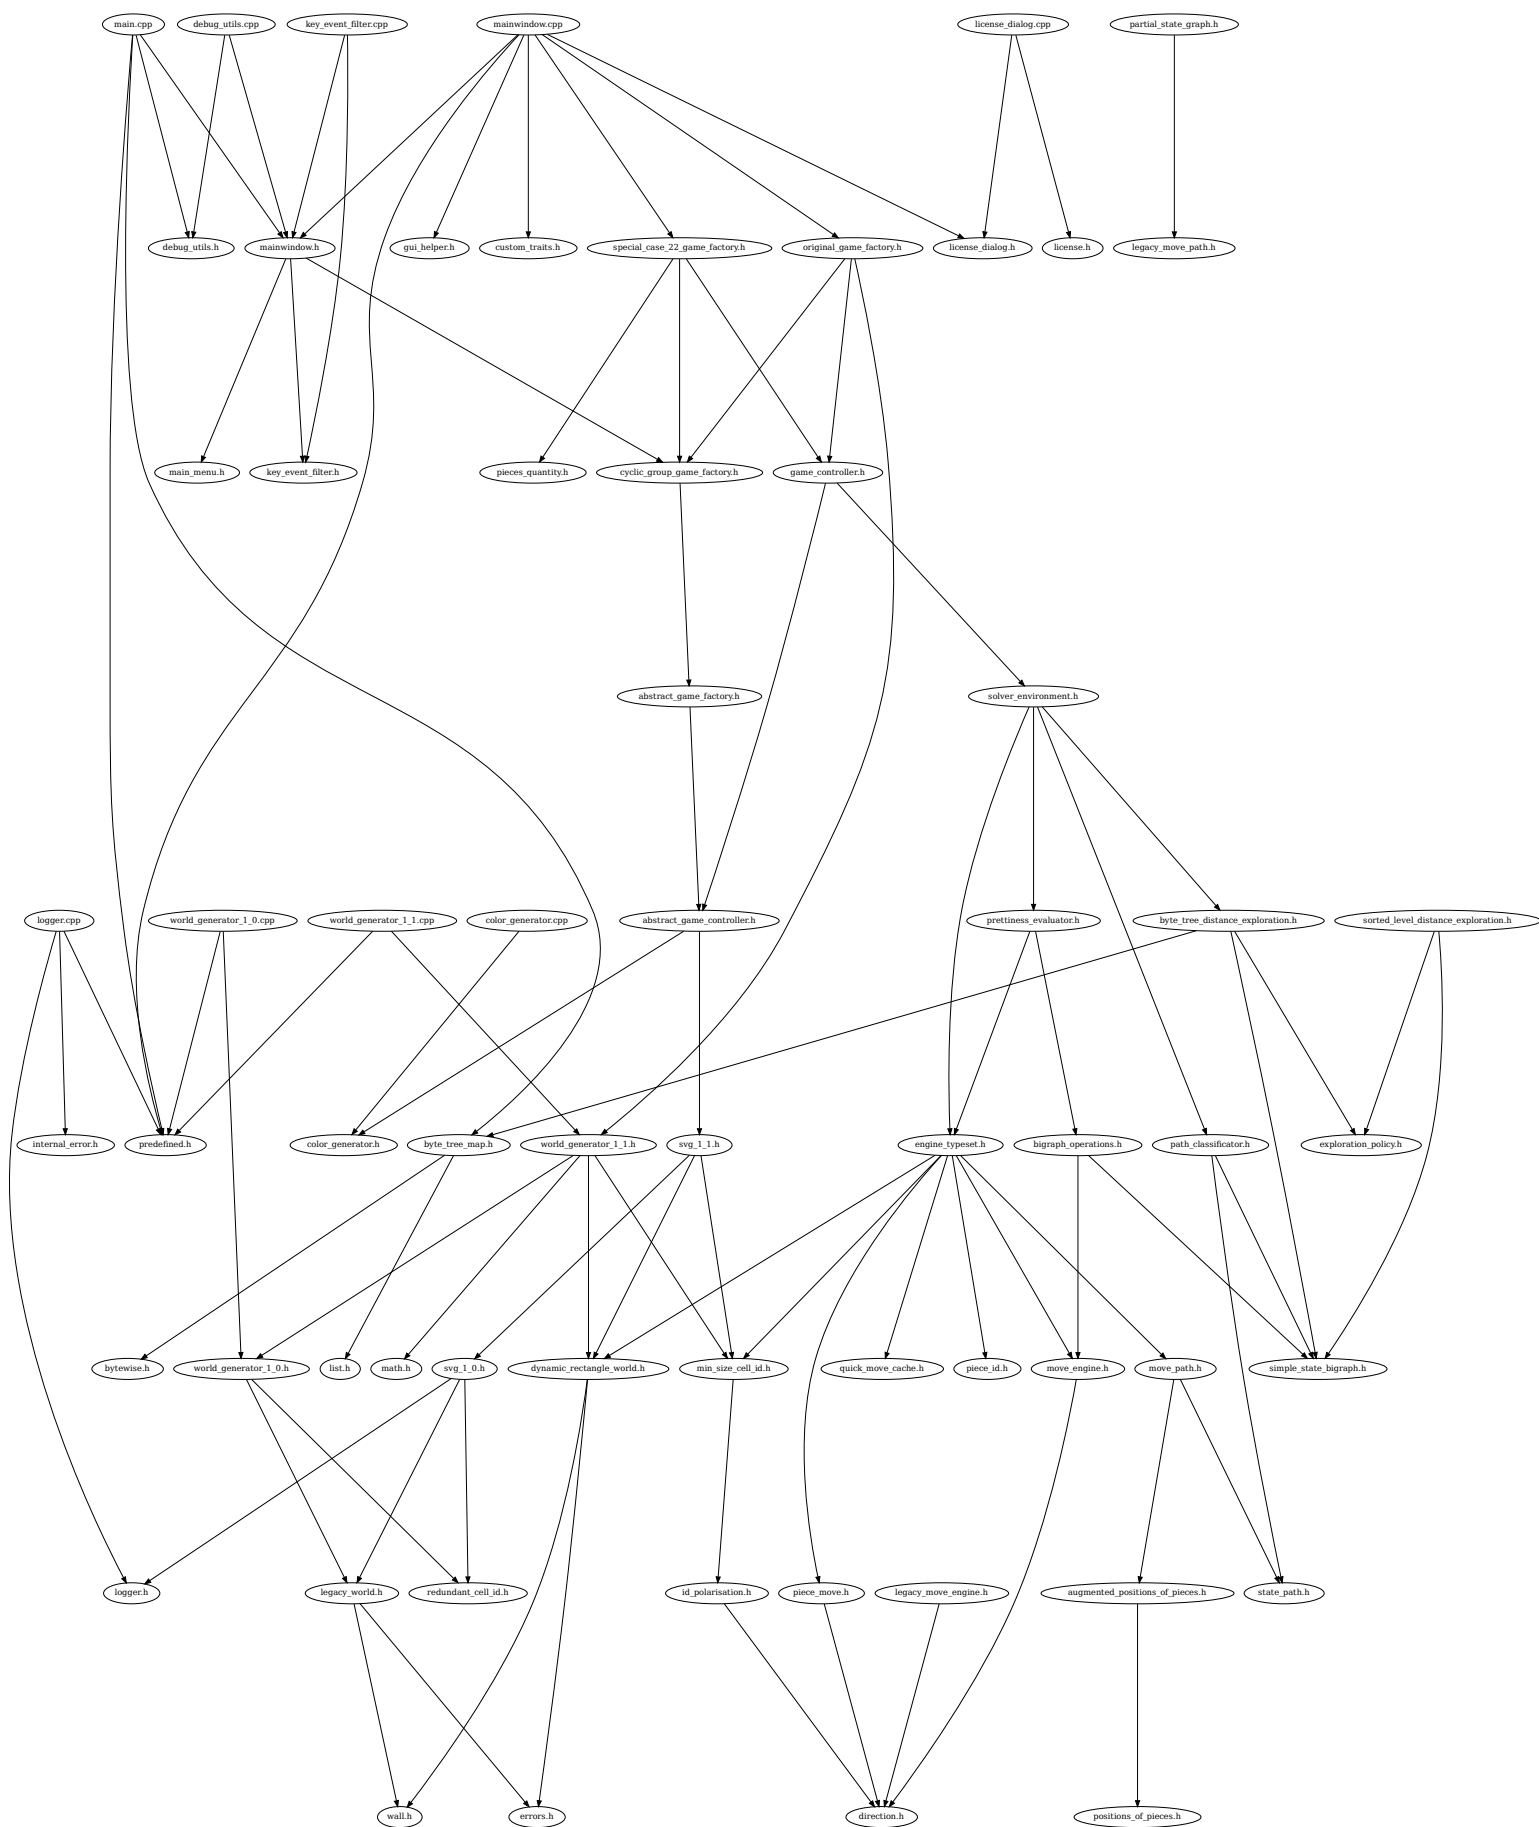 main.cpp
debug_utils.cpp
key_event_filter.cpp
mainwindow.cpp
license_dialog.cpp
partial_state_graph.h
debug_utils.h
mainwindow.h
gui_helper.h
custom_traits.h
special_case_22_game_factory.h
original_game_factory.h
license_dialog.h
license.h
legacy_move_path.h
main_menu.h
key_event_filter.h
pieces_quantity.h
cyclic_group_game_factory.h
game_controller.h
abstract_game_factory.h
solver_environment.h
logger.cpp
world_generator_1_0.cpp
world_generator_1_1.cpp
color_generator.cpp
abstract_game_controller.h
prettiness_evaluator.h
byte_tree_distance_exploration.h
sorted_level_distance_exploration.h
internal_error.h
predefined.h
color_generator.h
byte_tree_map.h
world_generator_1_1.h
svg_1_1.h
engine_typeset.h
bigraph_operations.h
path_classificator.h
exploration_policy.h
bytewise.h
world_generator_1_0.h
list.h
math.h
svg_1_0.h
dynamic_rectangle_world.h
min_size_cell_id.h
quick_move_cache.h
piece_id.h
move_engine.h
move_path.h
simple_state_bigraph.h
logger.h
legacy_world.h
redundant_cell_id.h
id_polarisation.h
piece_move.h
legacy_move_engine.h
augmented_positions_of_pieces.h
state_path.h
wall.h
errors.h
direction.h
positions_of_pieces.h